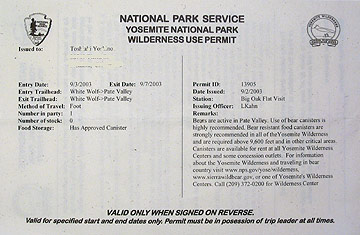 NATIONAL PARK SERVICE
YOSEMITE NATIONAL PARK
WILDERNESS USE PERMIT
Issued to:
Entry Date: 9/3/2003 Exit Date: 9/7/2003
Entry Trailhead: White Wolf->Pate Valley
Exit Trailhead: White Wolf->Pate Valley
Method of Travel: Foot
Number in party: 1
Number of stock: 0
Food Storage: Has Approved Canister
Permit ID: 13905
Date Issued: 9/2/2003
Station: Big Oak Flat Visit
Issuing Officer: LKahn
Remarks:
Bears are active in Pate Valley. Use of bear canisters is
highly recommended. Bear resistant food canisters are
strongly recommended in all of theYosemite Wilderness
and are required above 9,600 feet and in other critical areas.
Canisters are available for rent at all Yosemite Wilderness
Centers and some concession outlets. For information
about the Yosemite Wilderness and traveling in bear
country visit www.nps.gov/yose/wilderness,
www.sierrawildbear.gov, or one of Yosemite's Wilderness
Centers. Call (209) 372-0200 for Wilderness Center
VALID ONLY WHEN SIGNED ON REVERSE.
Valid for specified start and end dates only. Permit must be in posession of trip leader at all times.